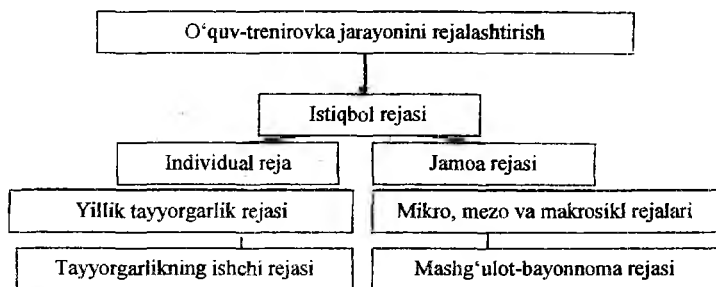 O‘quv-trenirovka jarayonini rejalashtirish
Istiqbol rejasi
Individual reja
Jamoa rejasi
Yillik tayyorgarlik rejasi
Mikro, mezo va makrosikl rejalari
Tayyorgarlikning ishchi rejasi
Mashg‘ulot-bayonnoma rejasi